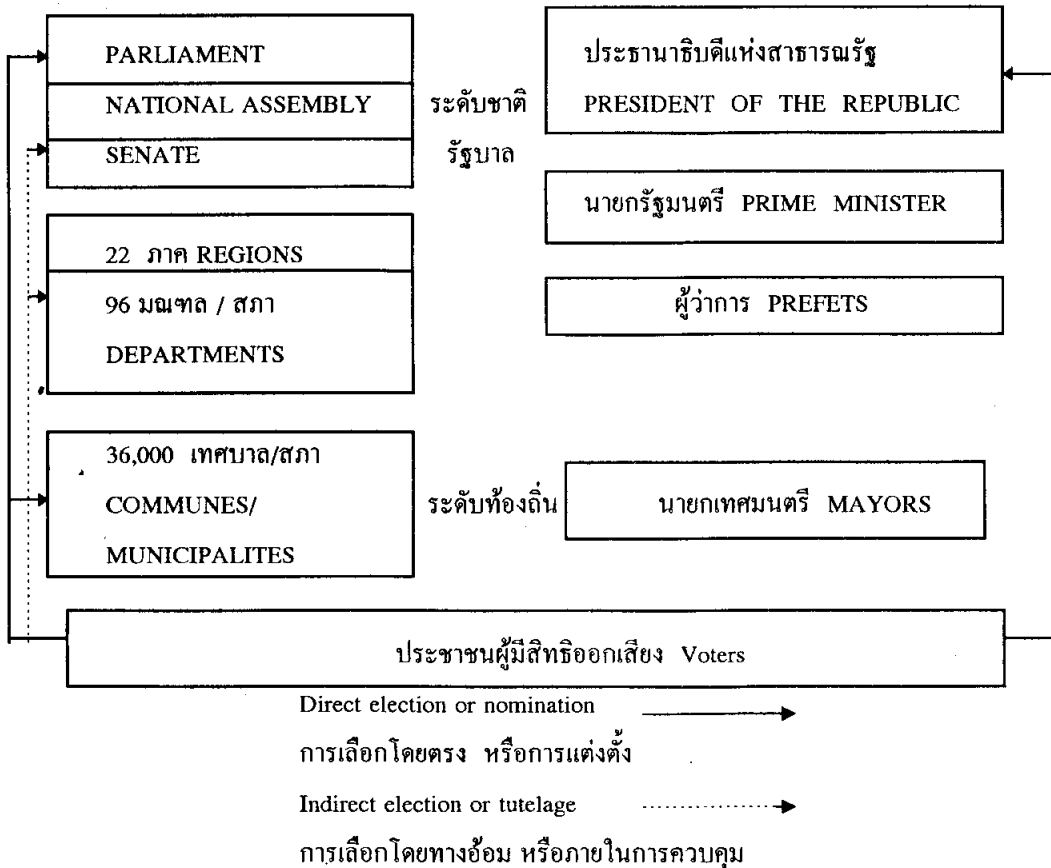 PARLIAMENT
NATIONAL ASSEMBLY
SENATE
ระดับชาติ
รัฐบาล
ประธานาธิบดีแห่งสาธารณรัฐ
PRESIDENT OF THE REPUBLIC
นายกรัฐมนตรี PRIME MINISTER
22 ภาค REGIONS
96 มณฑล / สภา
DEPARTMENTS
ผู้ว่าการ PREFETS
36,000 เทศบาล/สภา
COMMUNES/
MUNICIPALITES
ระดับท้องถิ่น
นายกเทศมนตรี MAYORS
ประชาชนผู้มีสิทธิออกเสียง Voters
Direct election or nomination
การเลือกโดยตรง หรือการแต่งตั้ง
Indirect election or tutelage
การเลือกโดยทางอ้อม หรือภายในการควบคุม